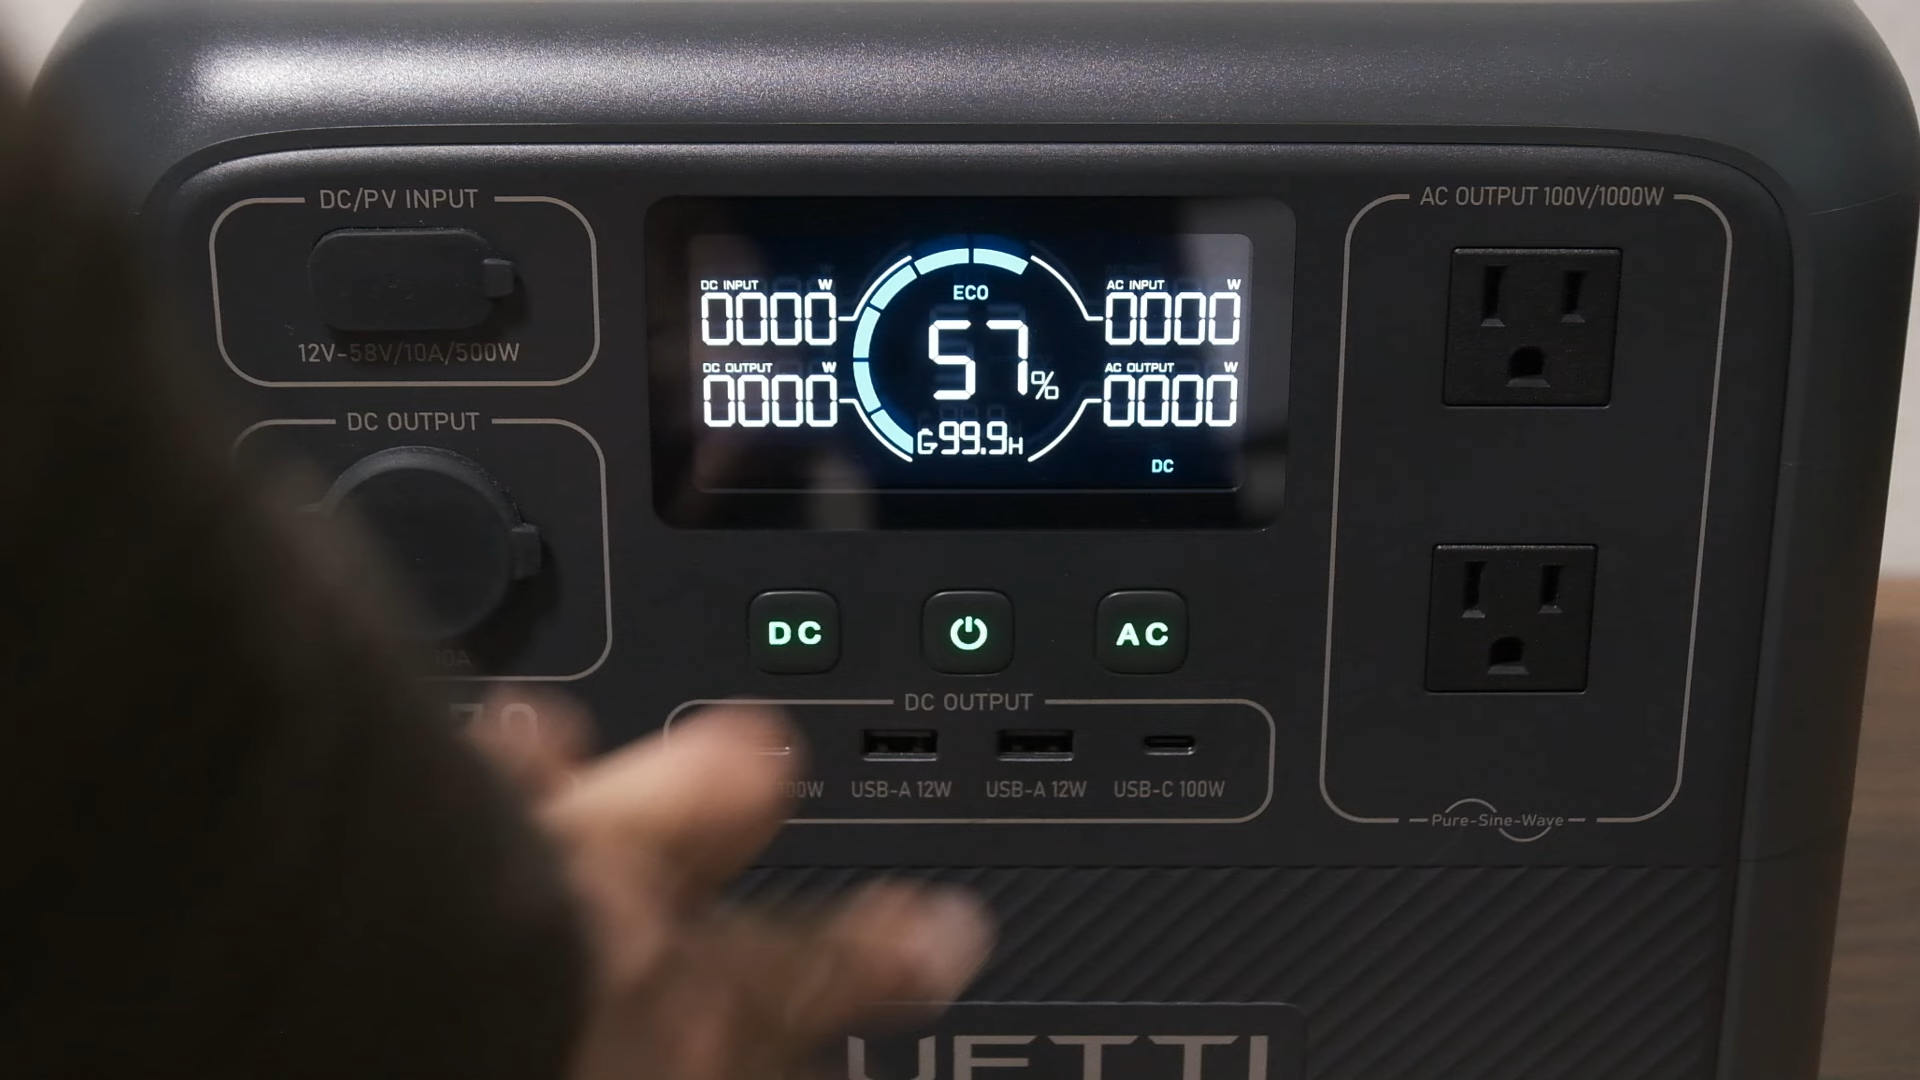 DC/PV INPUT
12V-58V/10A/500W
DC OUTPUT
DC INPUT W
0000
DC OUTPUT W
0000
ECO
57%
99.9H
AC INPUT W
0000
AC OUTPUT W
0000
DC
AC OUTPUT 100V/1000W
DC
AC
DC OUTPUT
USB-A 12W
USB-A 12W
USB-C 100W
Pure-Sine-Wave
UETTI